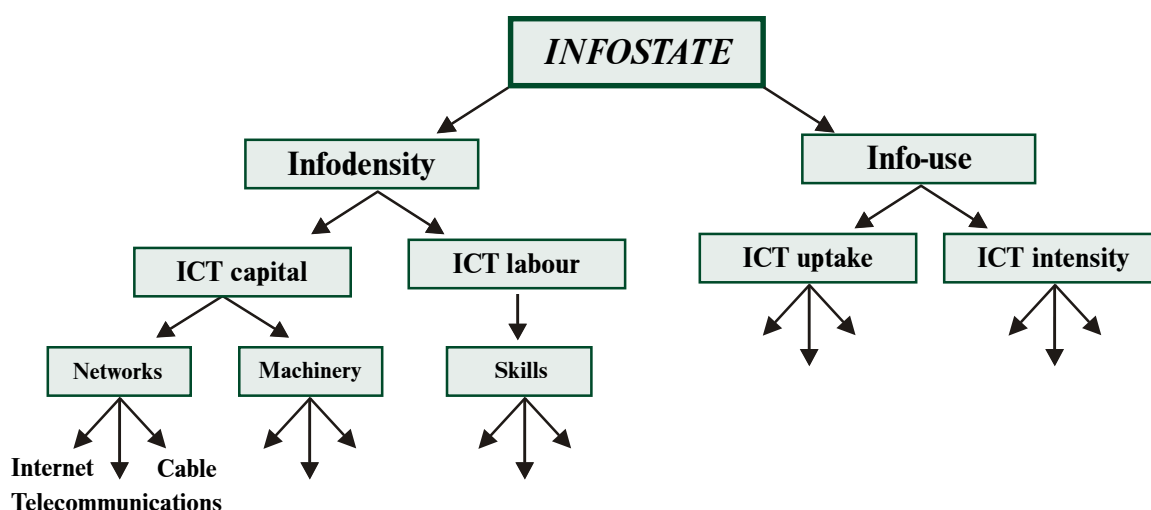 INFOSTATE
Infodensity
Info-use
ICT capital
ICT labour
ICT uptake
ICT intensity
Networks
Machinery
Skills
Internet
Cable
Telecommunications